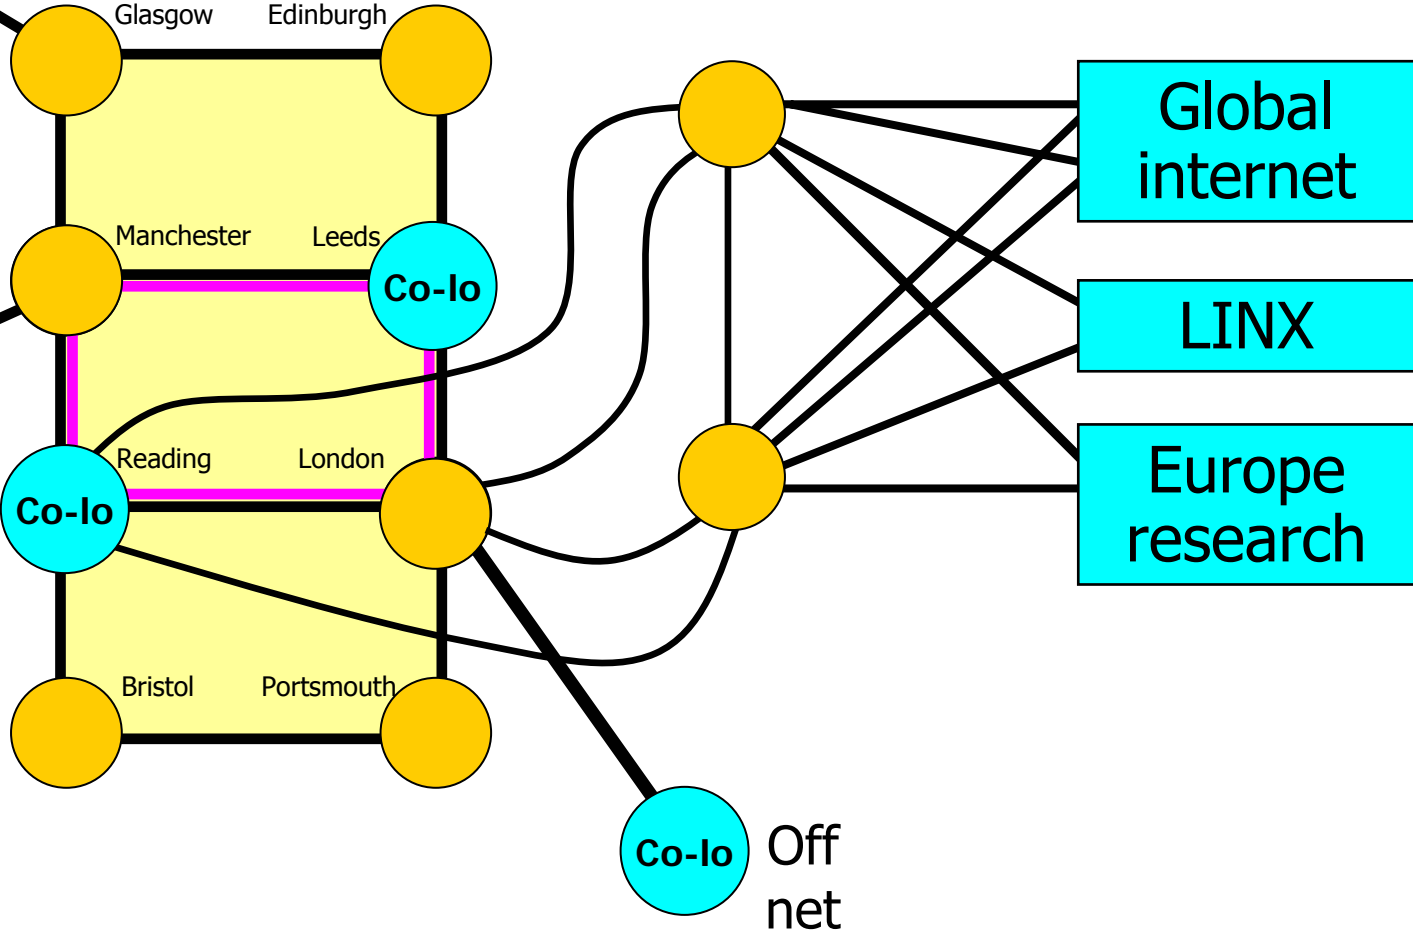 Glasgow
Edinburgh
Global
internet
Manchester
Leeds
Co-lo
LINX
Reading
London
Co-lo
Europe
research
Bristol
Portsmouth
Co-lo
Off
net